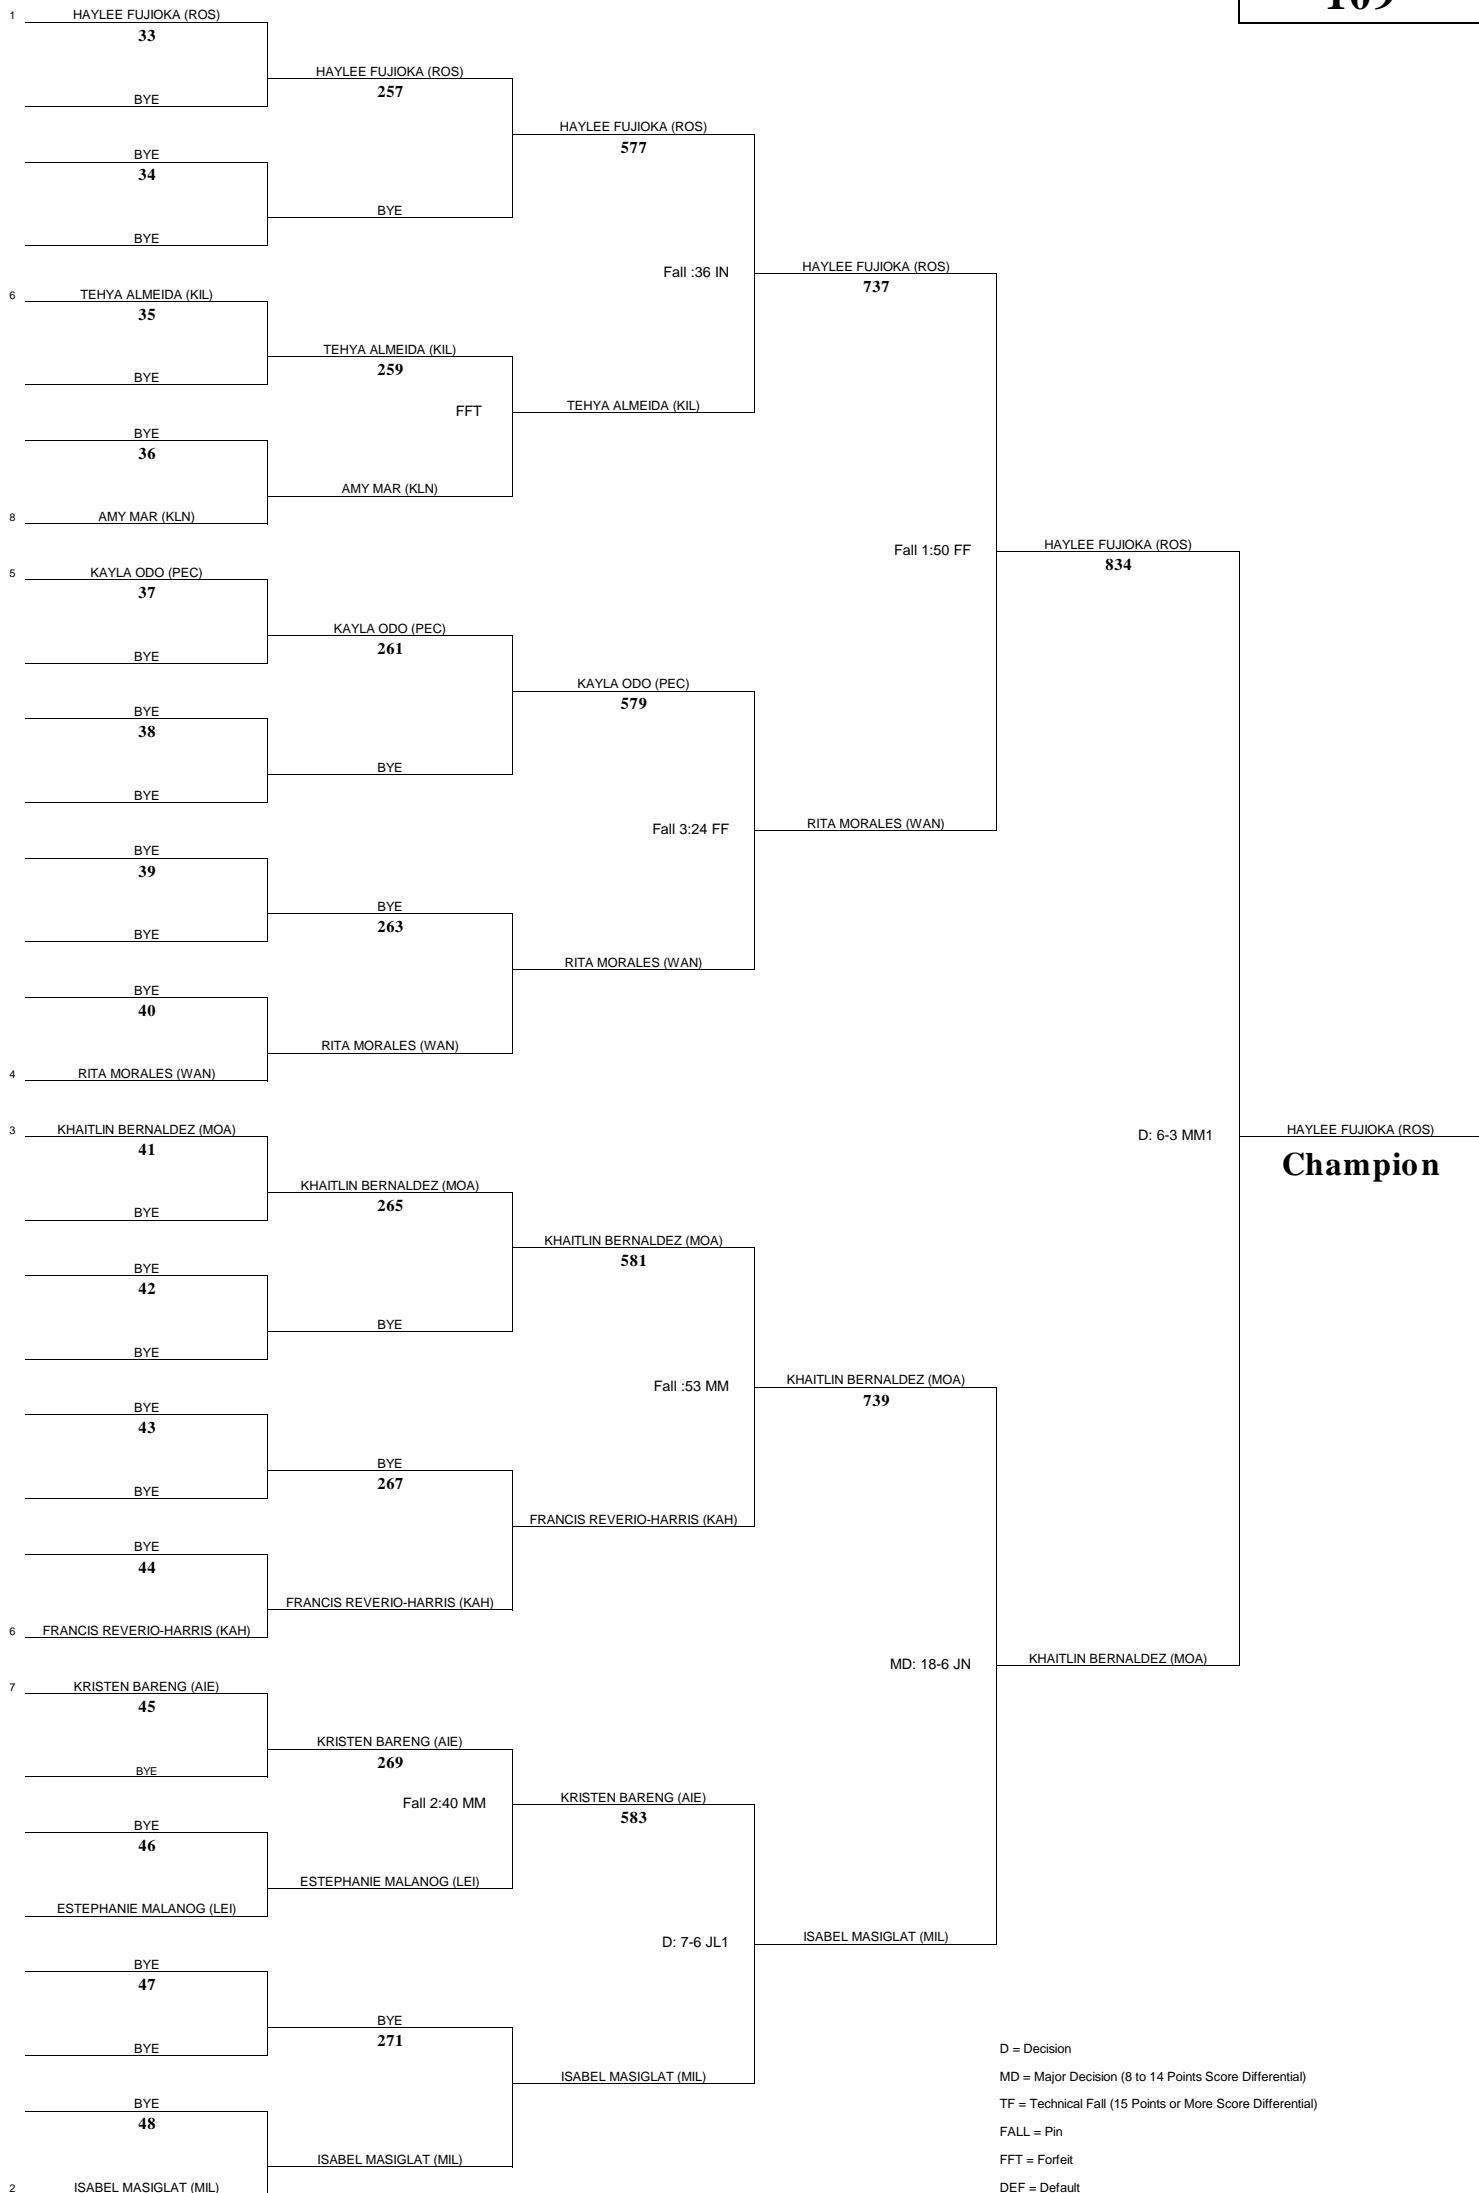 109
1 HAYLEE FUJIOKA (ROS)
33
BYE
BYE
34
BYE
6 TEHYA ALMEIDA (KIL)
35
BYE
BYE
36
8 AMY MAR (KLN)
5 KAYLA ODO (PEC)
37
BYE
BYE
38
BYE
BYE
39
BYE
BYE
40
4 RITA MORALES (WAN)
3 KHAITLIN BERNALDEZ (MOA)
41
BYE
BYE
42
BYE
BYE
43
BYE
BYE
44
6 FRANCIS REVERIO-HARRIS (KAH)
7 KRISTEN BARENG (AIE)
45
BYE
BYE
46
ESTEPHANIE MALANOG (LEI)
BYE
47
BYE
BYE
48
2 ISABEL MASIGLAT (MIL)
HAYLEE FUJIOKA (ROS)
257
BYE
TEHYA ALMEIDA (KIL)
259
FFT
AMY MAR (KLN)
KAYLA ODO (PEC)
261
BYE
BYE
263
RITA MORALES (WAN)
KHAITLIN BERNALDEZ (MOA)
265
BYE
BYE
267
FRANCIS REVERIO-HARRIS (KAH)
KRISTEN BARENG (AIE)
269
Fall 2:40 MM
ESTEPHANIE MALANOG (LEI)
BYE
271
ISABEL MASIGLAT (MIL)
HAYLEE FUJIOKA (ROS)
577
Fall :36 IN
TEHYA ALMEIDA (KIL)
KAYLA ODO (PEC)
579
Fall 3:24 FF
RITA MORALES (WAN)
KHAITLIN BERNALDEZ (MOA)
581
Fall :53 MM
FRANCIS REVERIO-HARRIS (KAH)
KRISTEN BARENG (AIE)
583
D: 7-6 JL1
ISABEL MASIGLAT (MIL)
HAYLEE FUJIOKA (ROS)
737
Fall 1:50 FF
RITA MORALES (WAN)
KHAITLIN BERNALDEZ (MOA)
739
MD: 18-6 JN
ISABEL MASIGLAT (MIL)
HAYLEE FUJIOKA (ROS)
834
D: 6-3 MM1
KHAITLIN BERNALDEZ (MOA)
HAYLEE FUJIOKA (ROS)
Champion
D = Decision
MD = Major Decision (8 to 14 Points Score Differential)
TF = Technical Fall (15 Points or More Score Differential)
FALL = Pin
FFT = Forfeit
DEF = Default